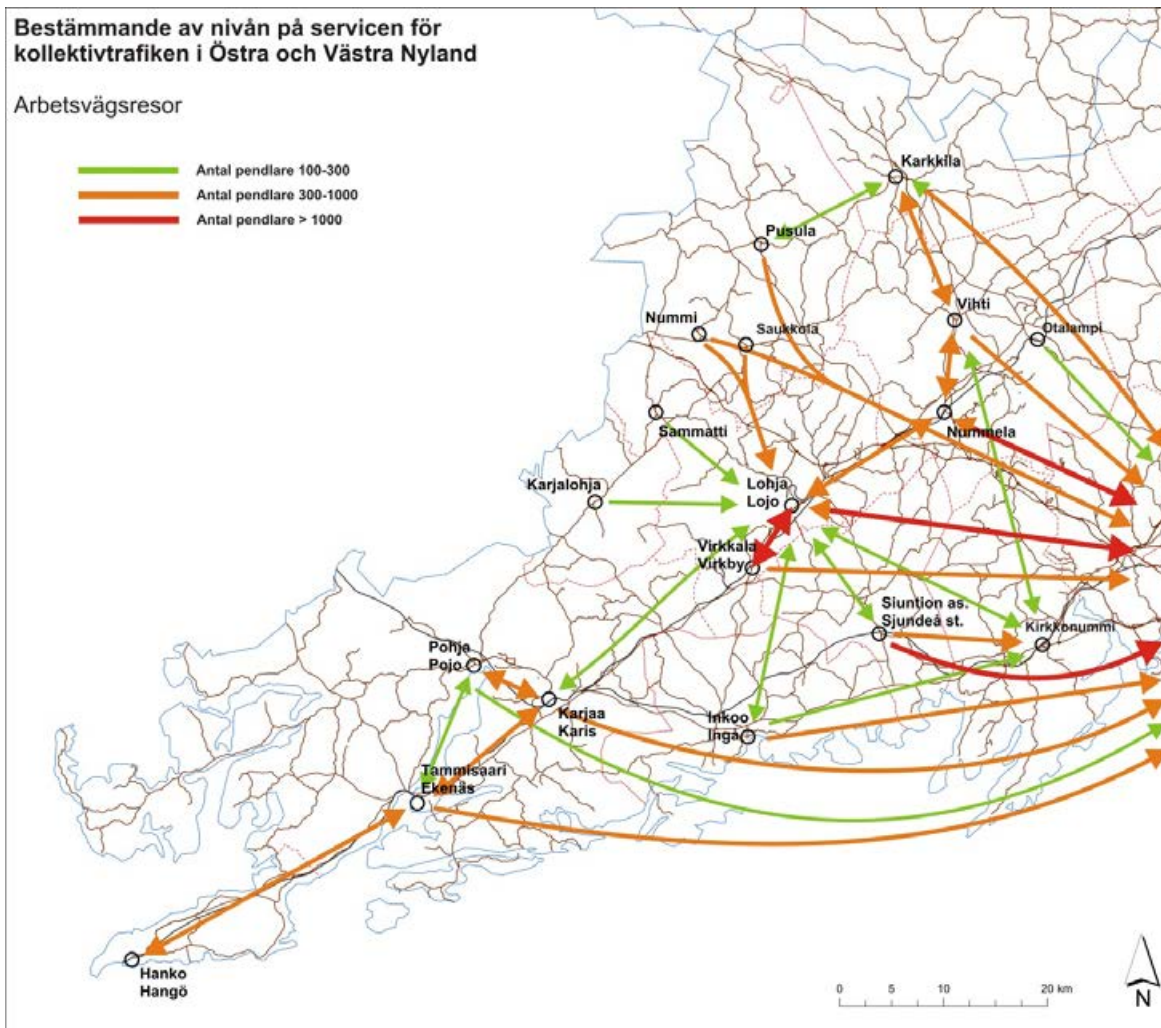 Bestämmande av nivån på servicen för
kollektivtrafiken i Östra och Västra Nyland
Arbetsvägsresor
Antal pendlare 100-300
Antal pendlare 300-1000
Antal pendlare > 1000
Karkkila
Pusula
Vihti
Nummi
Saukkola
Otalampi
Sammatti
Nummela
Karjalohja
Lohja
Lojo
Virkkala
Virkby
Siuntion as.
Sjundeå st.
Kirkkonummi
Pohja
Pojo
Karjaa
Karis
Inkoo
Ingå
Tammisaari
Ekenäs
Hanko
Hangö
0 5 10 20 km
N